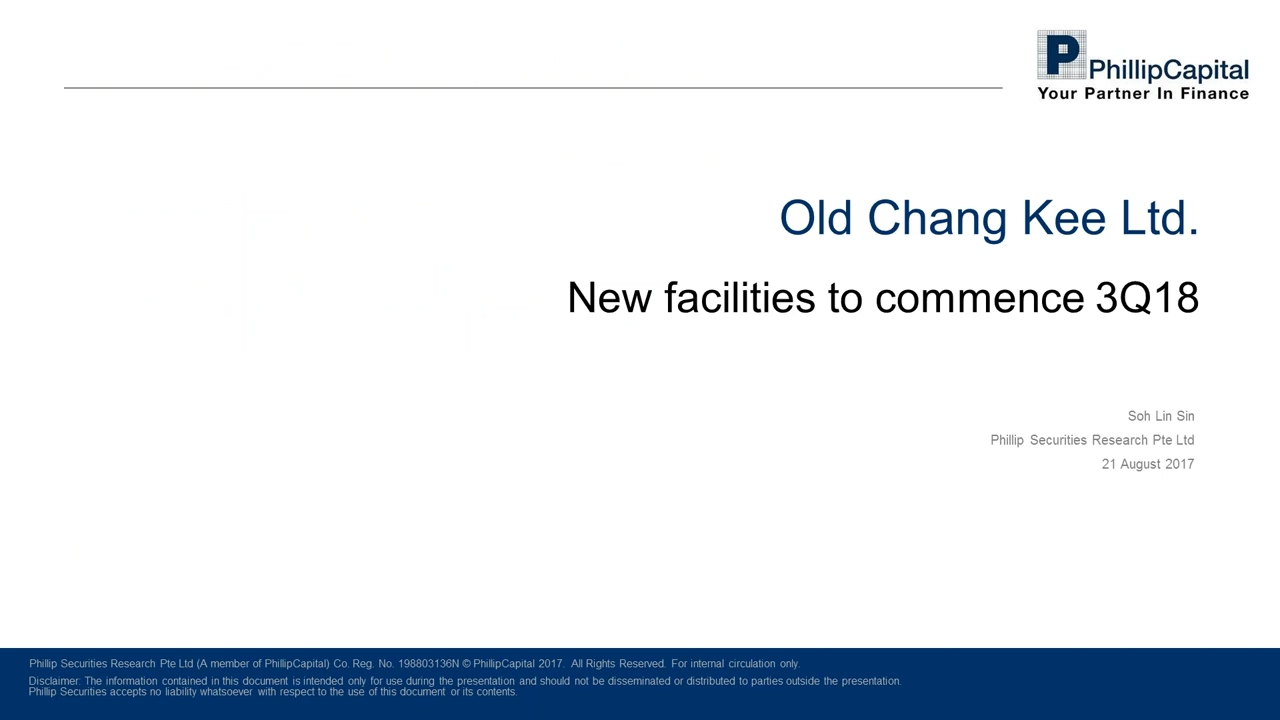 P PhillipCapital
Your Partner In Finance
Old Chang Kee Ltd.
New facilities to commence 3Q18
Soh Lin Sin
Phillip Securities Research Pte Ltd
21 August 2017
Phillip Securities Research Pte Ltd (A member of PhillipCapital) Co. Reg. No. 198803136N © PhillipCapital 2017. All Rights Reserved. For internal circulation only.
Disclaimer: The information contained in this document is intended only for use during the presentation and should not be disseminated or distributed to parties outside the presentation.
Phillip Securities accepts no liability whatsoever with respect to the use of this document or its contents.